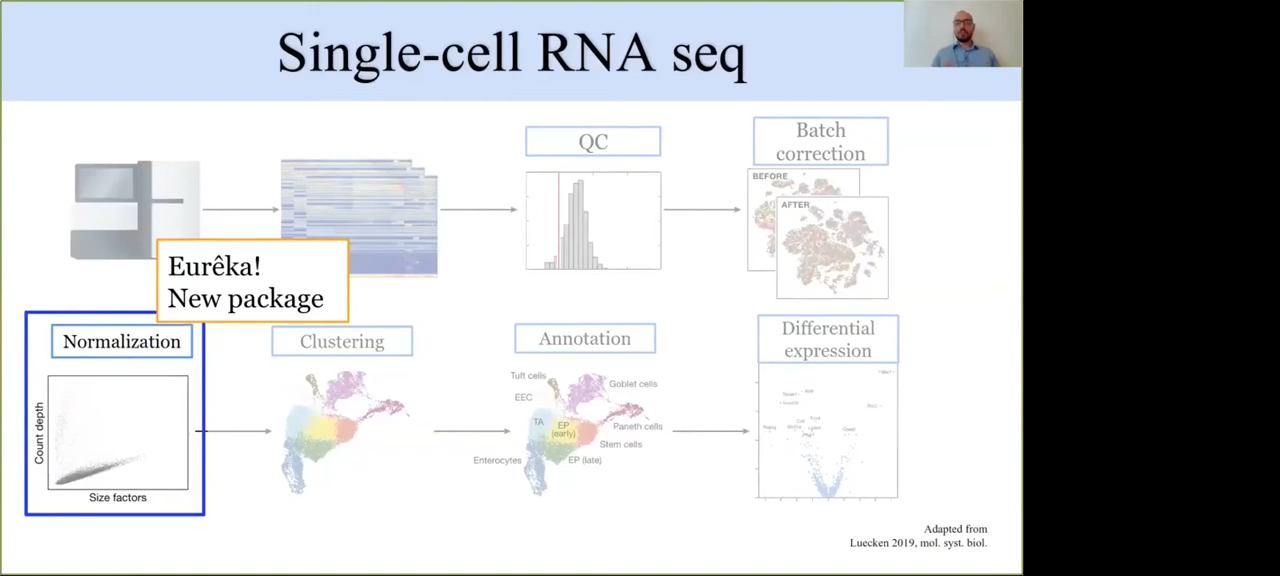 Single-cell RNA seq
QC
Batch
correction
BEFORE
AFTER
Eurêka!
New package
Normalization
Count depth
Size factors
Clustering
Annotation
Tuft cells
Goblet cells
EEC
TA
EP
(early)
Paneth cells
Stem cells
Enterocytes
EP (late)
Differential
expression
Adapted from
Luecken 2019, mol. syst. biol.